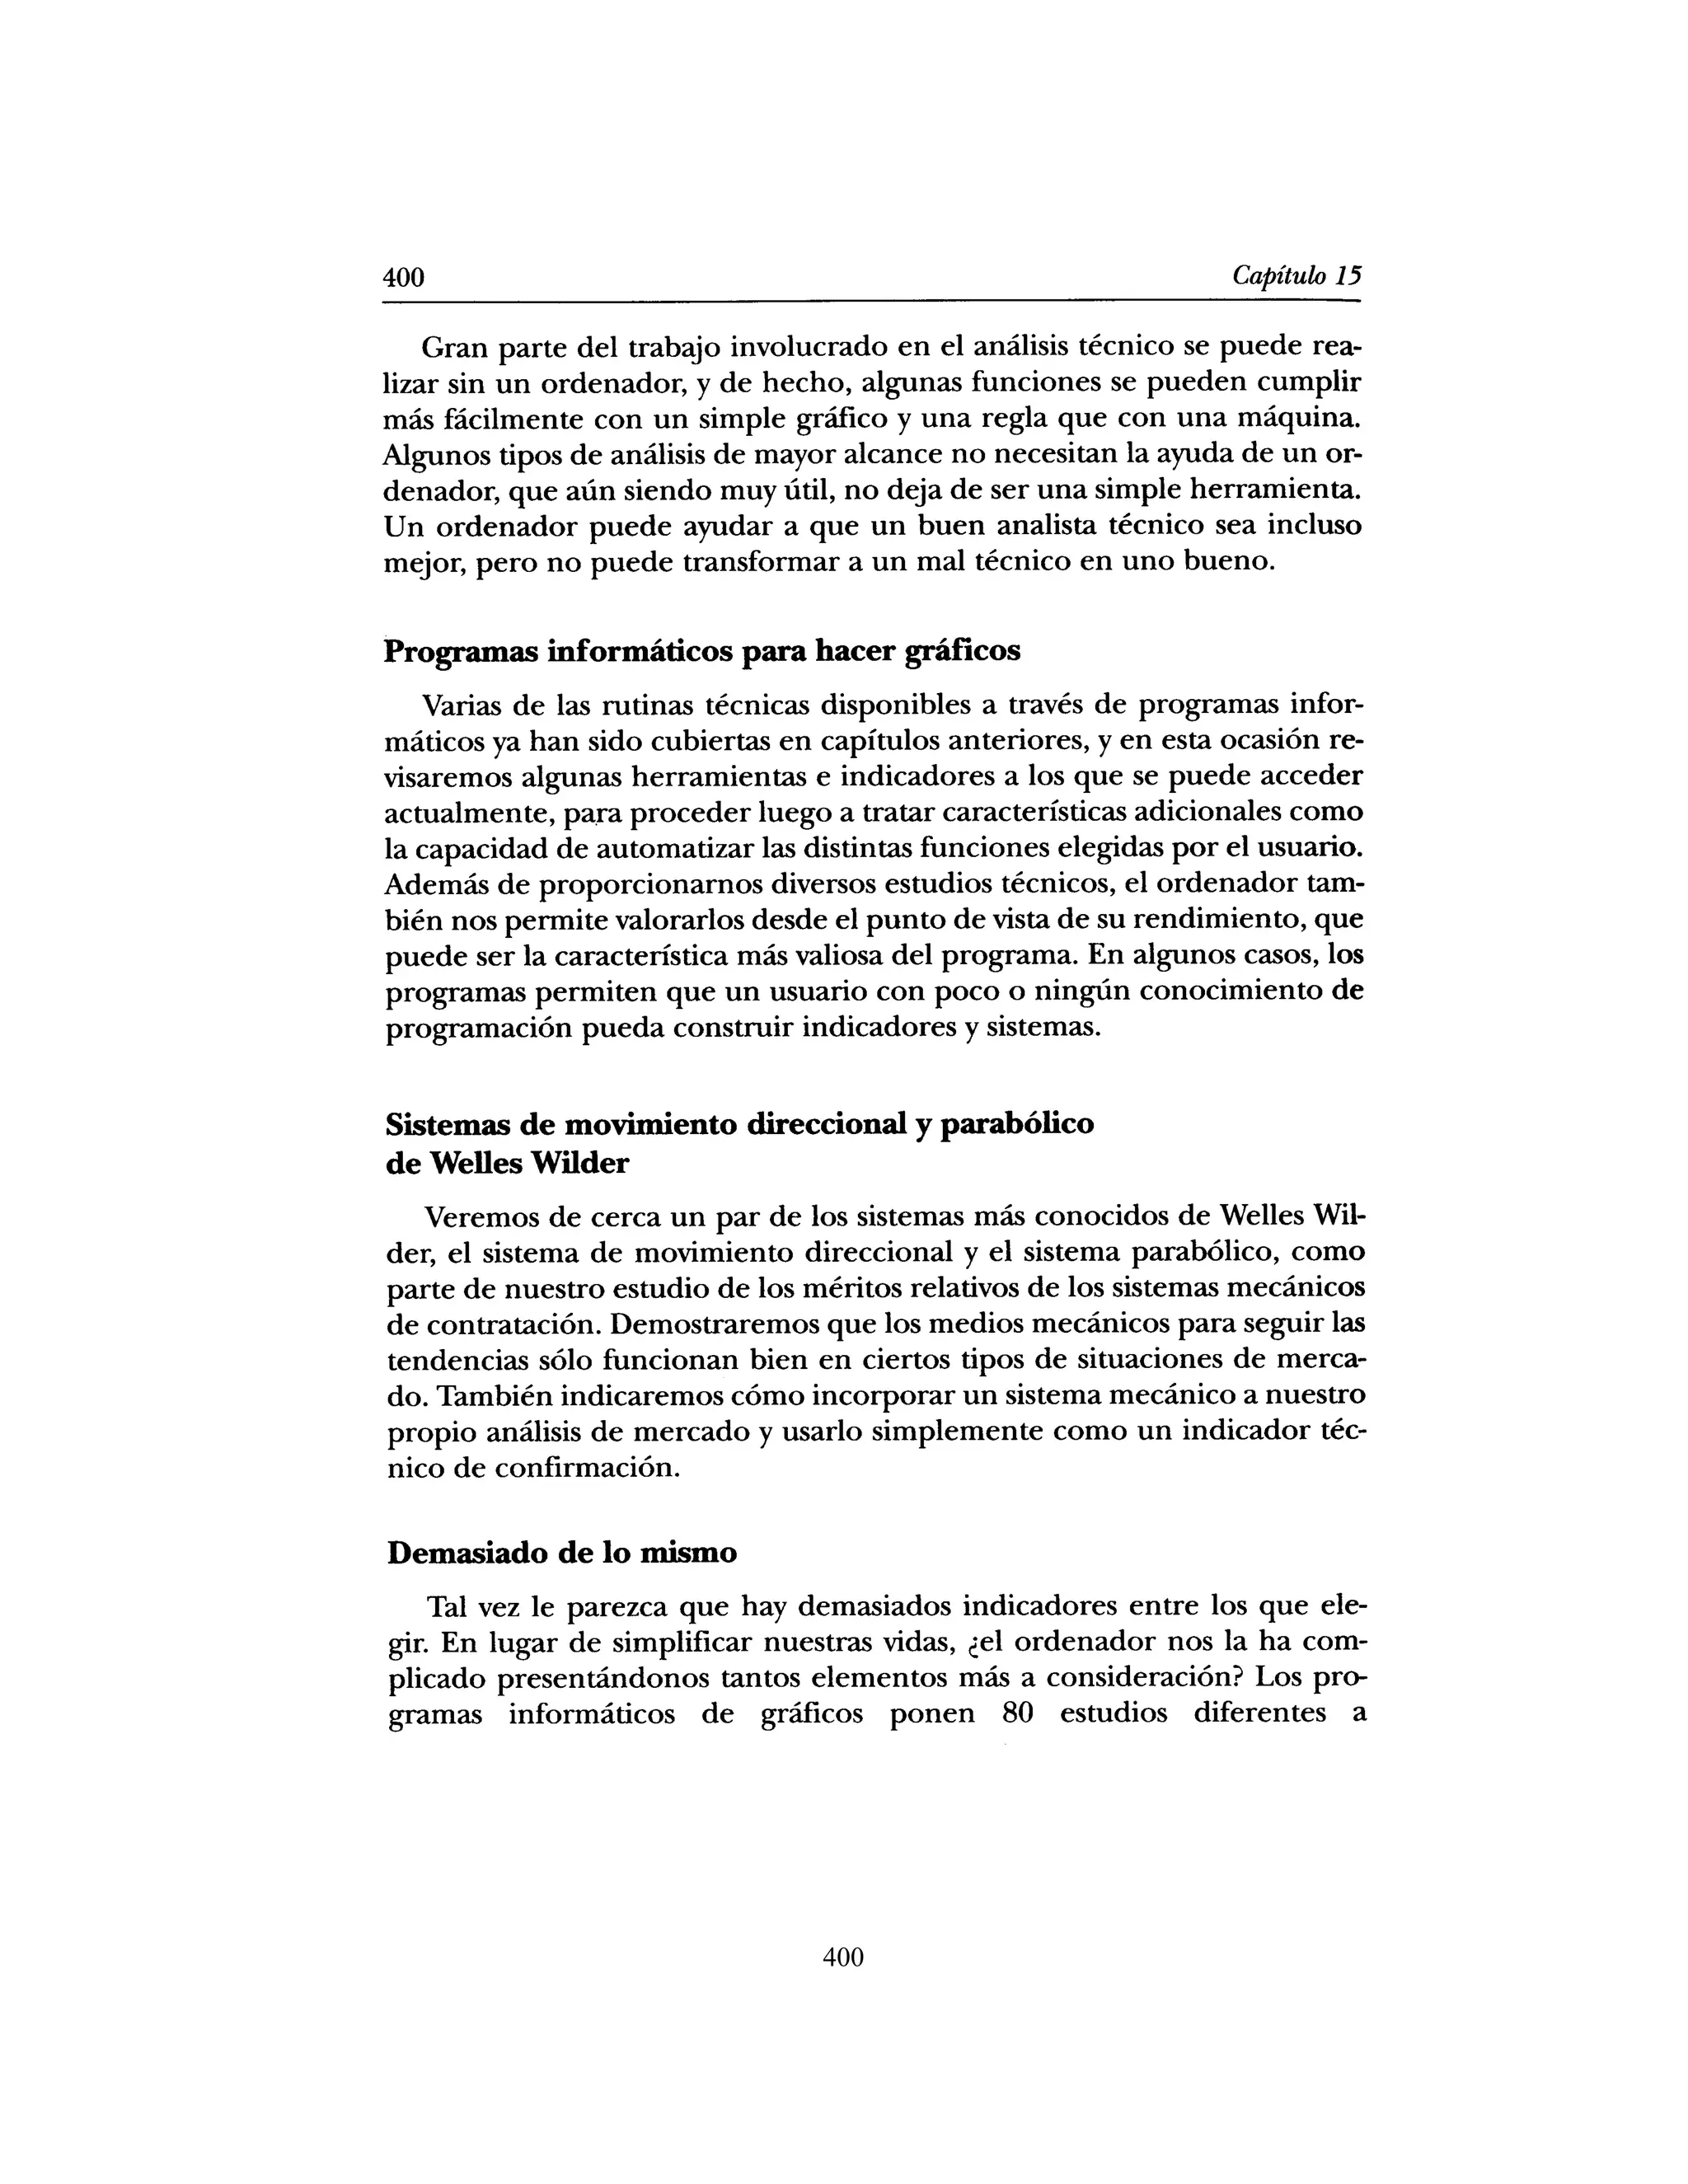 400 Capítulo 15
Gran parte del trabajo involucrado en el análisis técnico se puede rea-
lizar sin un ordenador, y de hecho, algunas funciones se pueden cumplir
más fácilmente con un simple gráfico y una regla que con una máquina.
Algunos tipos de análisis de mayor alcance no necesitan la ayuda de un or-
denador, que aún siendo muy útil, no deja de ser una simple herramienta.
Un ordenador puede ayudar a que un buen analista técnico sea incluso
mejor, pero no puede transformar a un mal técnico en uno bueno.
Programas informáticos para hacer gráficos
Varias de las rutinas técnicas disponibles a través de programas infor-
máticos ya han sido cubiertas en capítulos anteriores, y en esta ocasión re-
visaremos algunas herramientas e indicadores a los que se puede acceder
actualmente, para proceder luego a tratar características adicionales como
la capacidad de automatizar las distintas funciones elegidas por el usuario.
Además de proporcionarnos diversos estudios técnicos, el ordenador tam-
bién nos permite valorarlos desde el punto de vista de su rendimiento, que
puede ser la característica más valiosa del programa. En algunos casos, los
programas permiten que un usuario con poco o ningún conocimiento de
programación pueda construir indicadores y sistemas.
Sistemas de movimiento direccional y parabólico
de Welles Wilder
Veremos de cerca un par de los sistemas más conocidos de Welles Wil-
der, el sistema de movimiento direccional y el sistema parabólico, como
parte de nuestro estudio de los méritos relativos de los sistemas mecánicos
de contratación. Demostraremos que los medios mecánicos para seguir las
tendencias sólo funcionan bien en ciertos tipos de situaciones de merca-
do. También indicaremos cómo incorporar un sistema mecánico a nuestro
propio análisis de mercado y usarlo simplemente como un indicador téc-
nico de confirmación.
Demasiado de lo mismo
Tal vez le parezca que hay demasiados indicadores entre los que ele-
gir. En lugar de simplificar nuestras vidas, ¿el ordenador nos la ha com-
plicado presentándonos tantos elementos más a consideración? Los pro-
gramas informáticos de gráficos ponen 80 estudios diferentes a
400